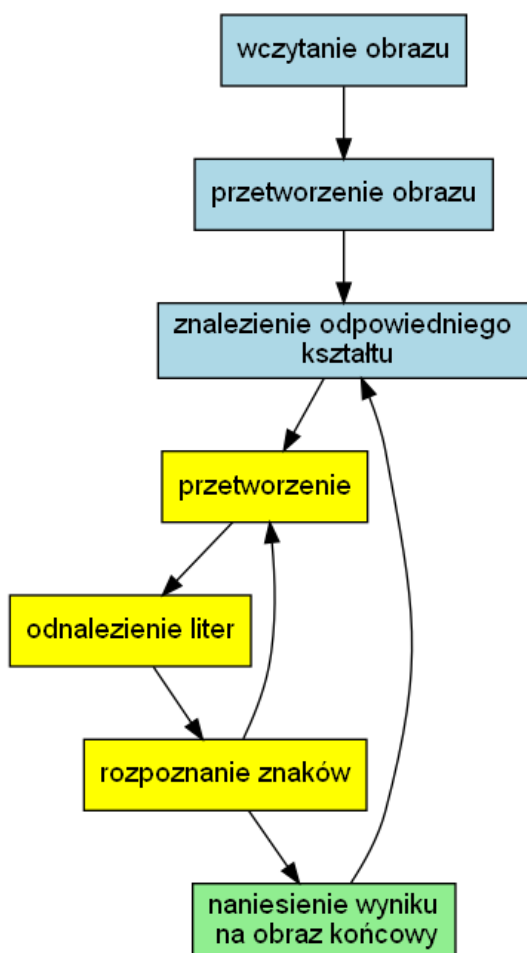 wczytanie obrazu
przetworzenie obrazu
znalezienie odpowiedniego
kształtu
przetworzenie
odnalezienie liter
rozpoznanie znaków
naniesienie wyniku
na obraz końcowy